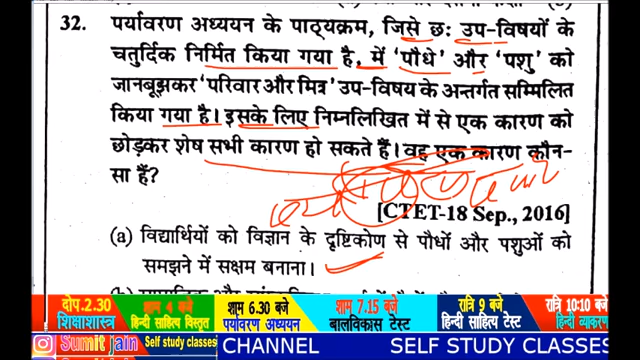 32. पर्यावरण अध्ययन के पाठ्यक्रम, जिसे छः उप-विषयों के
चतुर्दिक निर्मित किया गया है, में 'पौधे' और 'पशु' को
जानबूझकर 'परिवार और मित्र' उप-विषय के अन्तर्गत सम्मिलित
किया गया है। इसके लिए निम्नलिखित में से एक कारण को
छोड़कर शेष सभी कारण हो सकते हैं। वह एक कारण कौन-
सा है?
[CTET-18 Sep., 2016]
(a) विद्यार्थियों को विज्ञान के दृष्टिकोण से पौधों और पशुओं को
समझने में सक्षम बनाना।
दोप.2.30 शाम 4 बजे शाम 6.30 बजे शाम 7.15 बजे रात्रि 9 बजे रात्रि 10:10 बजे
शिक्षाशास्त्र हिन्दी साहित्य विस्तृत पर्यावरण अध्ययन बालविकास टेस्ट हिन्दी साहित्य टेस्ट हिन्दी व्याकरण
Sumit jain Self study classes CHANNEL SELF STUDY CLASSES